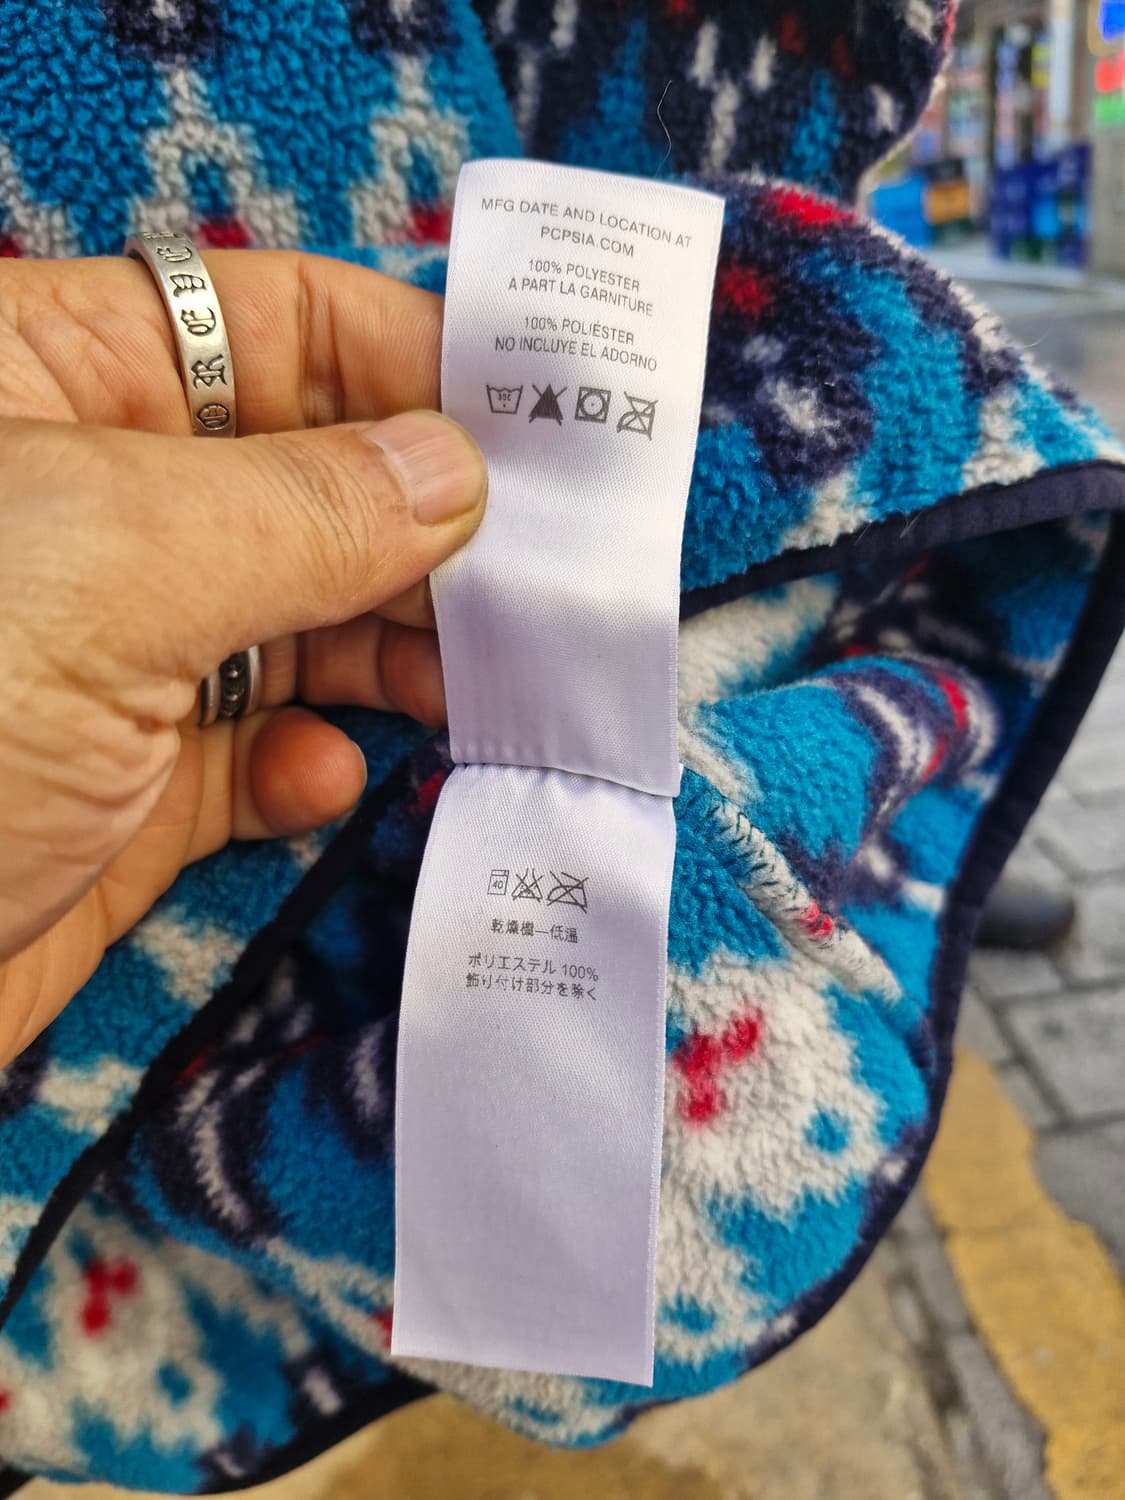 MFG DATE AND LOCATION AT
PCPSIA.COM
100% POLYESTER
A PART LA GARNITURE
100% POLIÉSTER
NO INCLUYE EL ADORNO
40
乾燥機—低温
ポリエステル 100%
飾り付け部分を除く